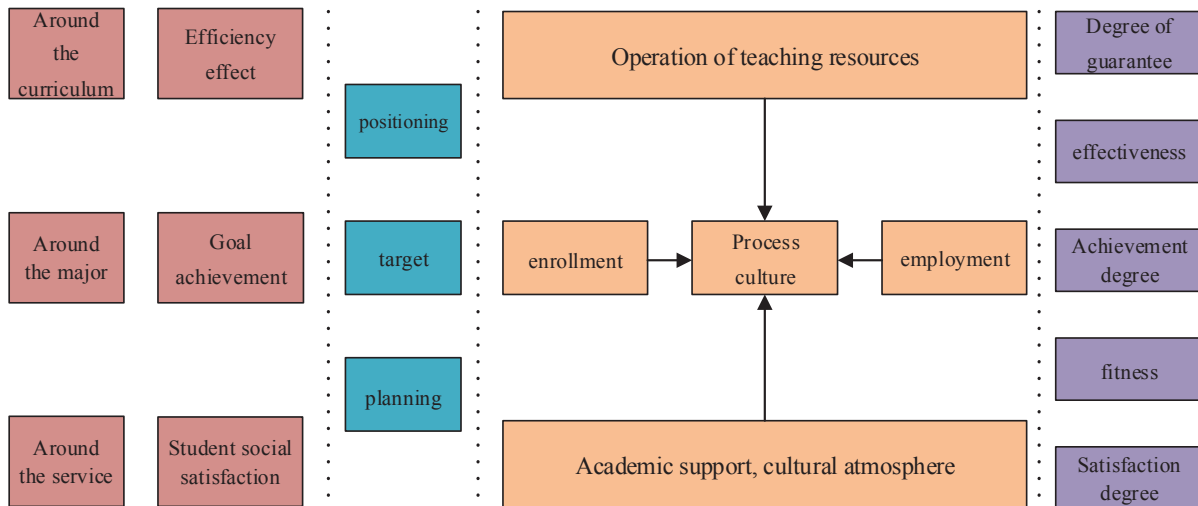 Around
the
curriculum
Efficiency
effect
Around
the major
Goal
achievement
Around
the service
Student social
satisfaction
positioning
target
planning
Operation of teaching resources
enrollment
Process
culture
employment
Academic support, cultural atmosphere
Degree of
guarantee
effectiveness
Achievement
degree
fitness
Satisfaction
degree